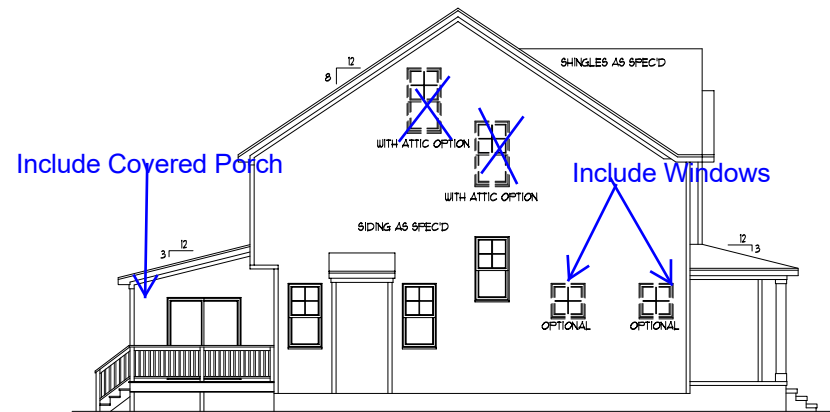 12
SHINGLES AS SPEC'D
8
WITH ATTIC OPTION
Include Covered Porch
Include Windows
WITH ATTIC OPTION
SIDING AS SPEC'D
12
3
12
3
OPTIONAL
OPTIONAL